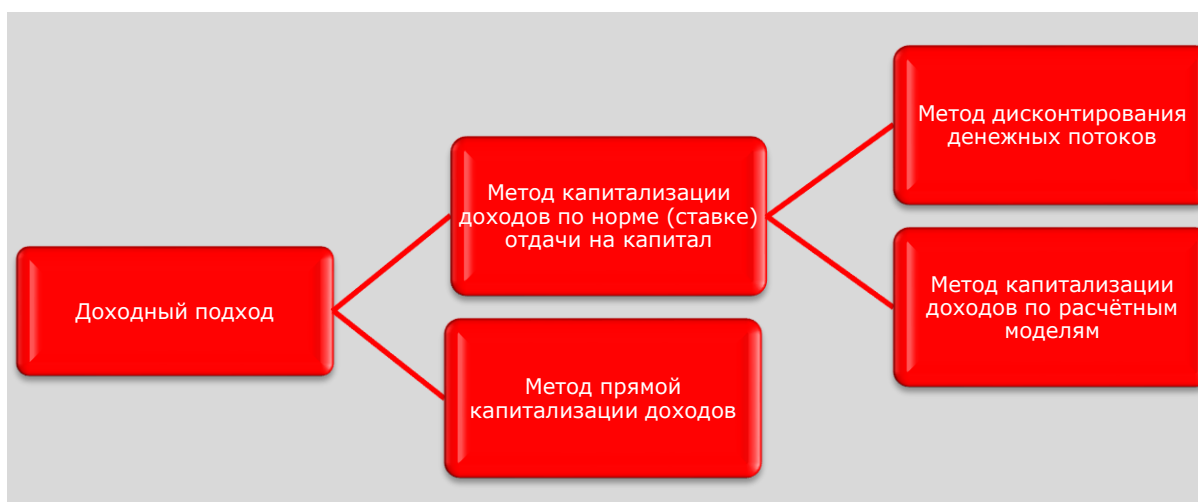 Доходный подход
Метод капитализации
доходов по норме (ставке)
отдачи на капитал
Метод прямой
капитализации доходов
Метод дисконтирования
денежных потоков
Метод капитализации
доходов по расчётным
моделям